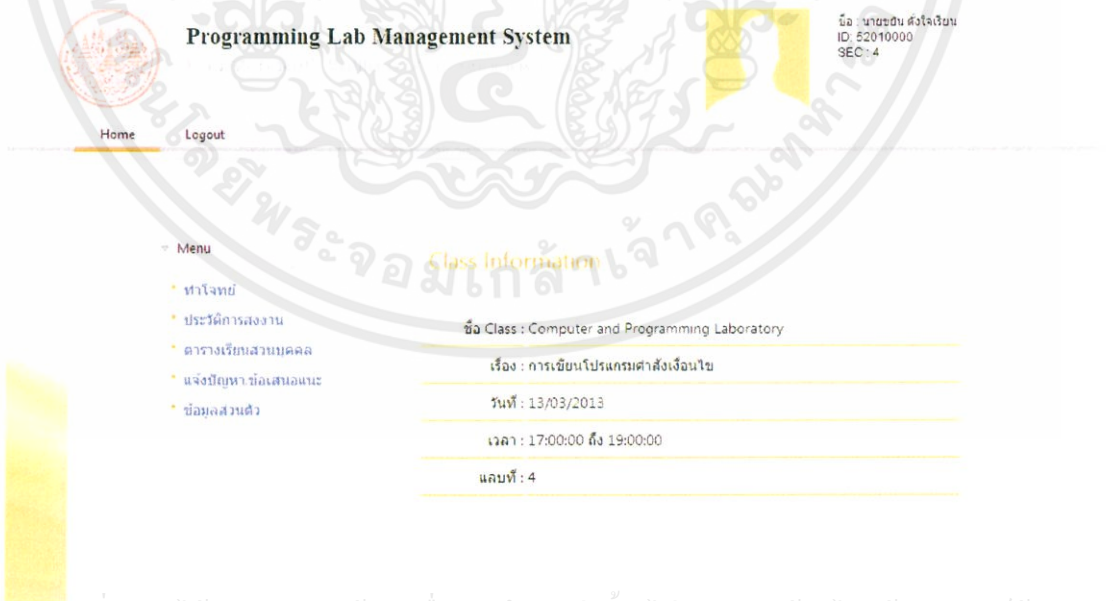 Programming Lab Management System
ชื่อ : นายขยัน ตั้งใจเรียน
ID: 52010000
SEC : 4
Home
Logout
Menu
ทำโจทย์
ประวัติการส่งงาน
ตารางเรียนส่วนบุคคล
แจ้งปัญหา/ข้อเสนอแนะ
ข้อมูลส่วนตัว
Class Information
ชื่อ Class : Computer and Programming Laboratory
เรื่อง : การเขียนโปรแกรมคำสั่งเงื่อนไข
วันที่ : 13/03/2013
เวลา : 17:00:00 ถึง 19:00:00
แลบที่ : 4